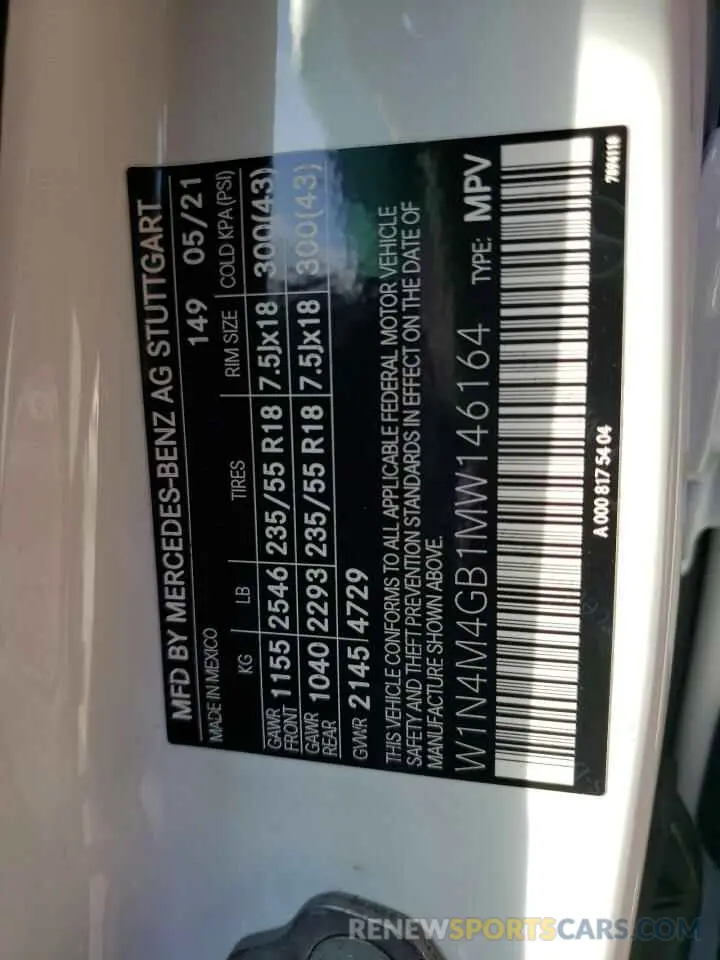 MFD BY MERCEDES-BENZ AG STUTTGART
MADE IN MEXICO 149 05/21
KG LB TIRES RIM SIZE COLD KPA (PSI)
GAWR FRONT 1155 2546 235/55 R18 7.5Jx18 300(43)
GAWR REAR 1040 2293 235/55 R18 7.5Jx18 300(43)
GVWR 2145 4729
THIS VEHICLE CONFORMS TO ALL APPLICABLE FEDERAL MOTOR VEHICLE
SAFETY AND THEFT PREVENTION STANDARDS IN EFFECT ON THE DATE OF
MANUFACTURE SHOWN ABOVE.
W1N4M4GB1MW146164 TYPE: MPV
A 000 817 54 04
RENEWSPORTSCARS.COM